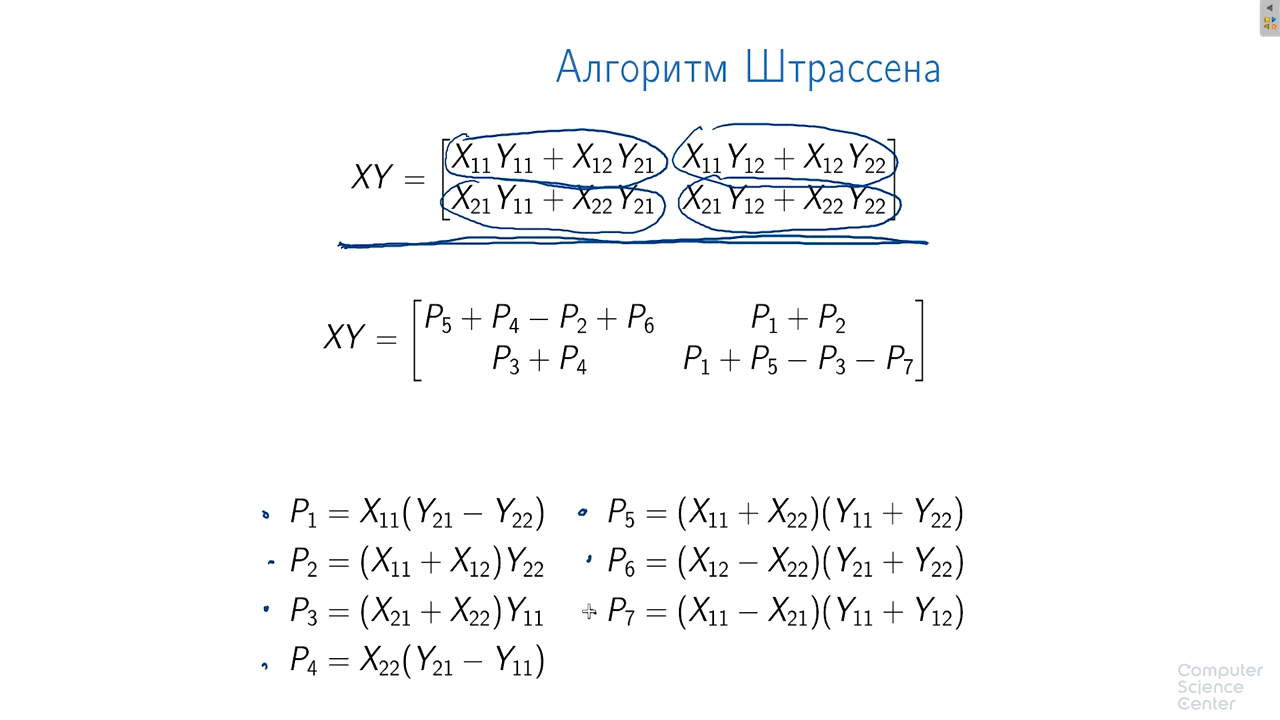 Алгоритм Штрассена
XY = [ X₁₁Y₁₁ + X₁₂Y₂₁   X₁₁Y₁₂ + X₁₂Y₂₂
X₂₁Y₁₁ + X₂₂Y₂₁   X₂₁Y₁₂ + X₂₂Y₂₂ ]
XY = [ P₅ + P₄ − P₂ + P₆   P₁ + P₂
P₃ + P₄   P₁ + P₅ − P₃ − P₇ ]
P₁ = X₁₁(Y₂₁ − Y₂₂)   P₅ = (X₁₁ + X₂₂)(Y₁₁ + Y₂₂)
P₂ = (X₁₁ + X₁₂)Y₂₂   P₆ = (X₁₂ − X₂₂)(Y₂₁ + Y₂₂)
P₃ = (X₂₁ + X₂₂)Y₁₁   P₇ = (X₁₁ − X₂₁)(Y₁₁ + Y₁₂)
P₄ = X₂₂(Y₂₁ − Y₁₁)
Computer
Science
Center